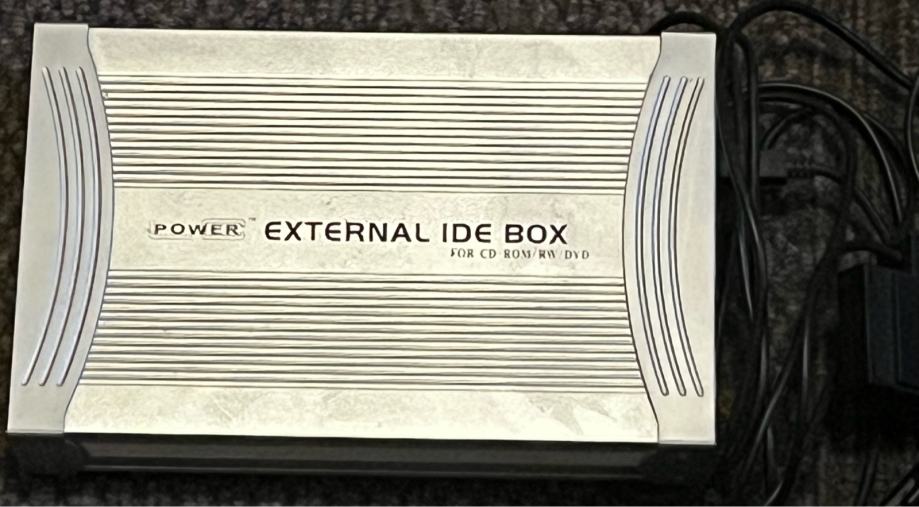 POWER™ EXTERNAL IDE BOX
FOR CD-ROM/RW/DVD